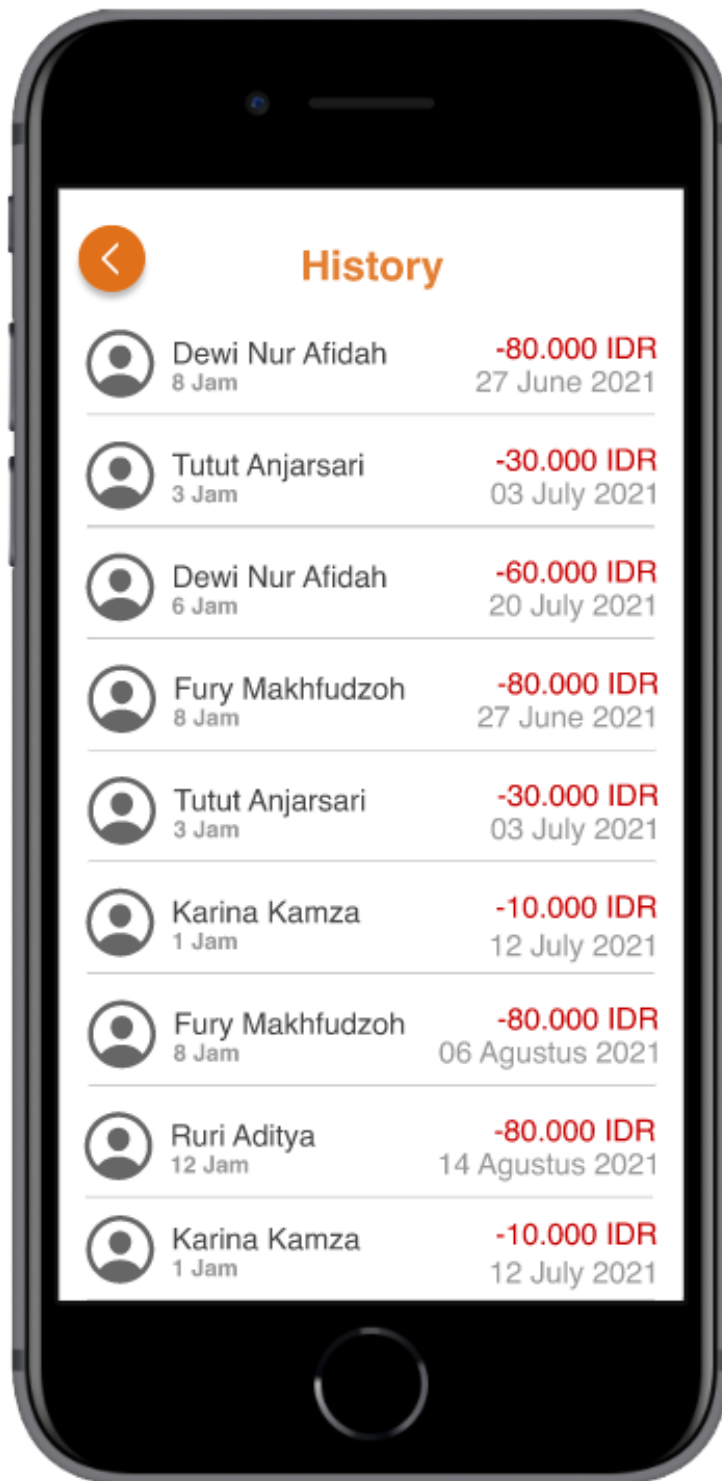 History
Dewi Nur Afidah -80.000 IDR
8 Jam 27 June 2021
Tutut Anjarsari -30.000 IDR
3 Jam 03 July 2021
Dewi Nur Afidah -60.000 IDR
6 Jam 20 July 2021
Fury Makhfudzoh -80.000 IDR
8 Jam 27 June 2021
Tutut Anjarsari -30.000 IDR
3 Jam 03 July 2021
Karina Kamza -10.000 IDR
1 Jam 12 July 2021
Fury Makhfudzoh -80.000 IDR
8 Jam 06 Agustus 2021
Ruri Aditya -80.000 IDR
12 Jam 14 Agustus 2021
Karina Kamza -10.000 IDR
1 Jam 12 July 2021